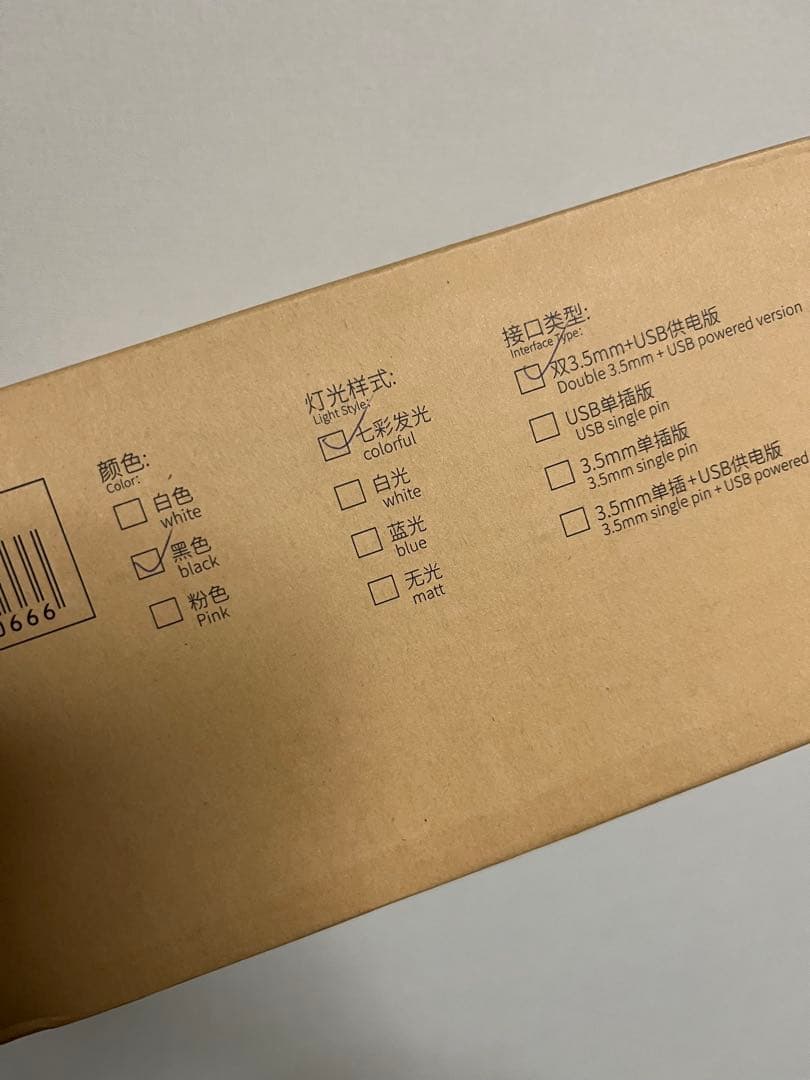 0666
颜色:
Color:
白色
white
黑色
black
粉色
Pink
灯光样式:
Light Style:
七彩发光
colorful
白光
white
蓝光
blue
无光
matt
接口类型:
Interface Type:
双3.5mm+USB供电版
Double 3.5mm + USB powered version
USB单插版
USB single pin
3.5mm单插版
3.5mm single pin
3.5mm单插+USB供电版
3.5mm single pin + USB powered